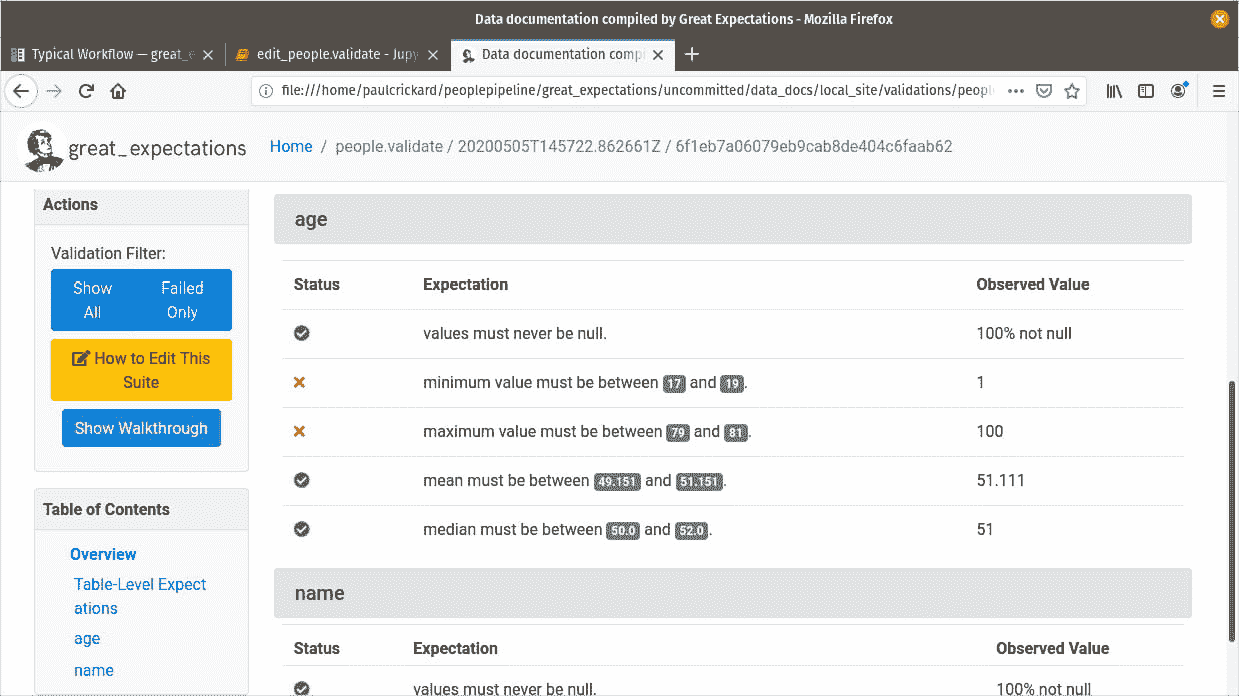 Data documentation compiled by Great Expectations - Mozilla Firefox
Typical Workflow — great_e
edit_people.validate - Jupy
Data documentation compi
file:///home/paulcrickard/peoplepipeline/great_expectations/uncommitted/data_docs/local_site/validations/peopl
great_expectations
Home / people.validate / 20200505T145722.862661Z / 6f1eb7a06079eb9cab8de404c6faab62
Actions
Validation Filter:
Show All
Failed Only
How to Edit This
Suite
Show Walkthrough
Table of Contents
Overview
Table-Level Expect
ations
age
name
age
Status Expectation Observed Value
values must never be null. 100% not null
minimum value must be between 17 and 19. 1
maximum value must be between 79 and 81. 100
mean must be between 49.151 and 51.151. 51.111
median must be between 50.0 and 52.0. 51
name
Status Expectation Observed Value
values must never be null. 100% not null